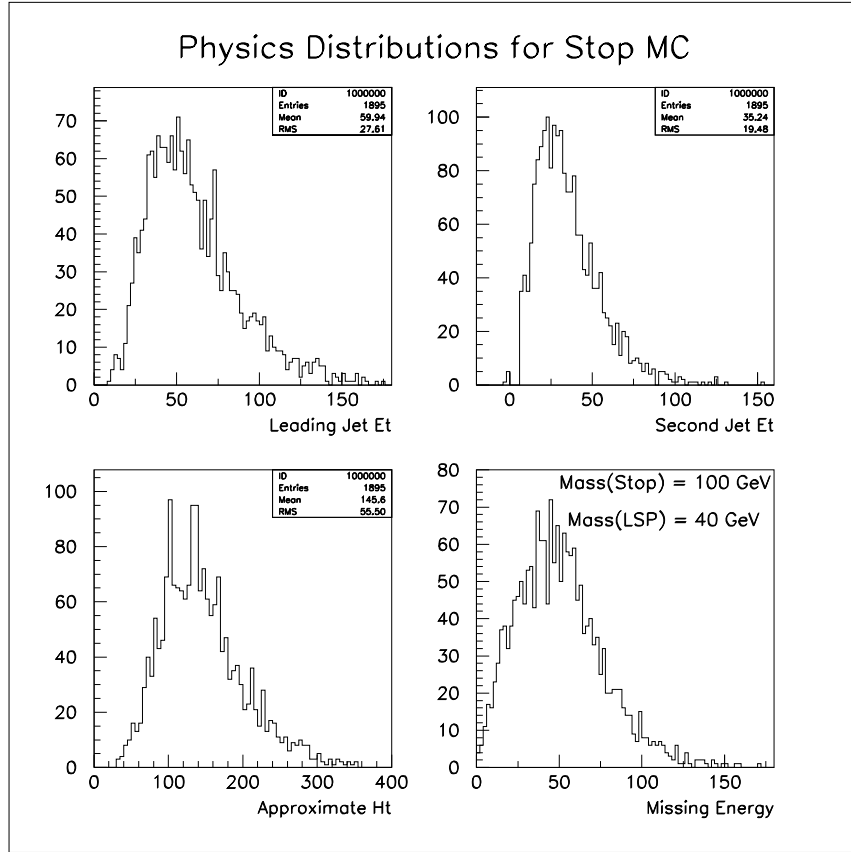 Physics Distributions for Stop MC
ID 1000000
Entries 1895
Mean 59.94
RMS 27.61
70
60
50
40
30
20
10
0
0 50 100 150
Leading Jet Et
ID 1000000
Entries 1895
Mean 35.24
RMS 19.48
100
80
60
40
20
0
0 50 100 150
Second Jet Et
ID 1000000
Entries 1895
Mean 145.6
RMS 55.50
100
80
60
40
20
0
0 100 200 300 400
Approximate Ht
80
Mass(Stop) = 100 GeV
70
Mass(LSP) = 40 GeV
60
50
40
30
20
10
0
0 50 100 150
Missing Energy